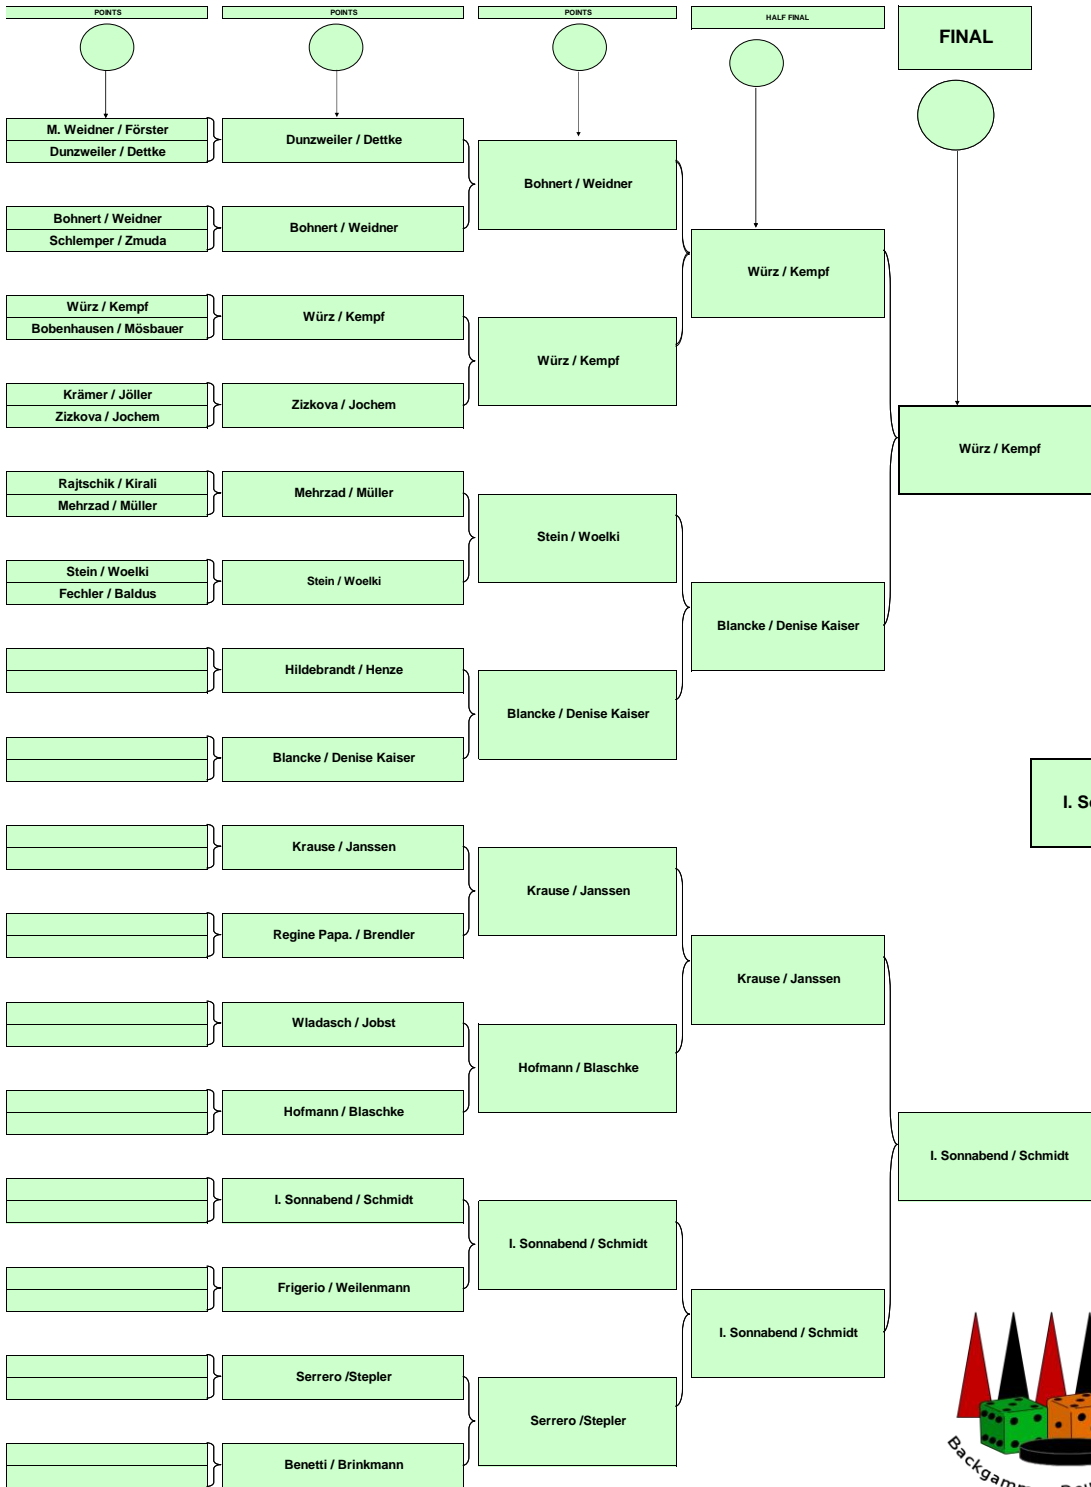 POINTS
POINTS
POINTS
HALF FINAL
FINAL
M. Weidner / Förster
Dunzweiler / Dettke
Bohnert / Weidner
Schlemper / Zmuda
Würz / Kempf
Bobenhausen / Mösbauer
Krämer / Jöller
Zizkova / Jochem
Rajtschik / Kirali
Mehrzad / Müller
Stein / Woelki
Fechler / Baldus
Dunzweiler / Dettke
Bohnert / Weidner
Würz / Kempf
Zizkova / Jochem
Mehrzad / Müller
Stein / Woelki
Hildebrandt / Henze
Blancke / Denise Kaiser
Krause / Janssen
Regine Papa. / Brendler
Wladasch / Jobst
Hofmann / Blaschke
I. Sonnabend / Schmidt
Frigerio / Weilenmann
Serrero /Stepler
Benetti / Brinkmann
Bohnert / Weidner
Würz / Kempf
Stein / Woelki
Blancke / Denise Kaiser
Krause / Janssen
Hofmann / Blaschke
I. Sonnabend / Schmidt
Serrero /Stepler
Würz / Kempf
Blancke / Denise Kaiser
Krause / Janssen
I. Sonnabend / Schmidt
Würz / Kempf
I. Sonnabend / Schmidt
I.